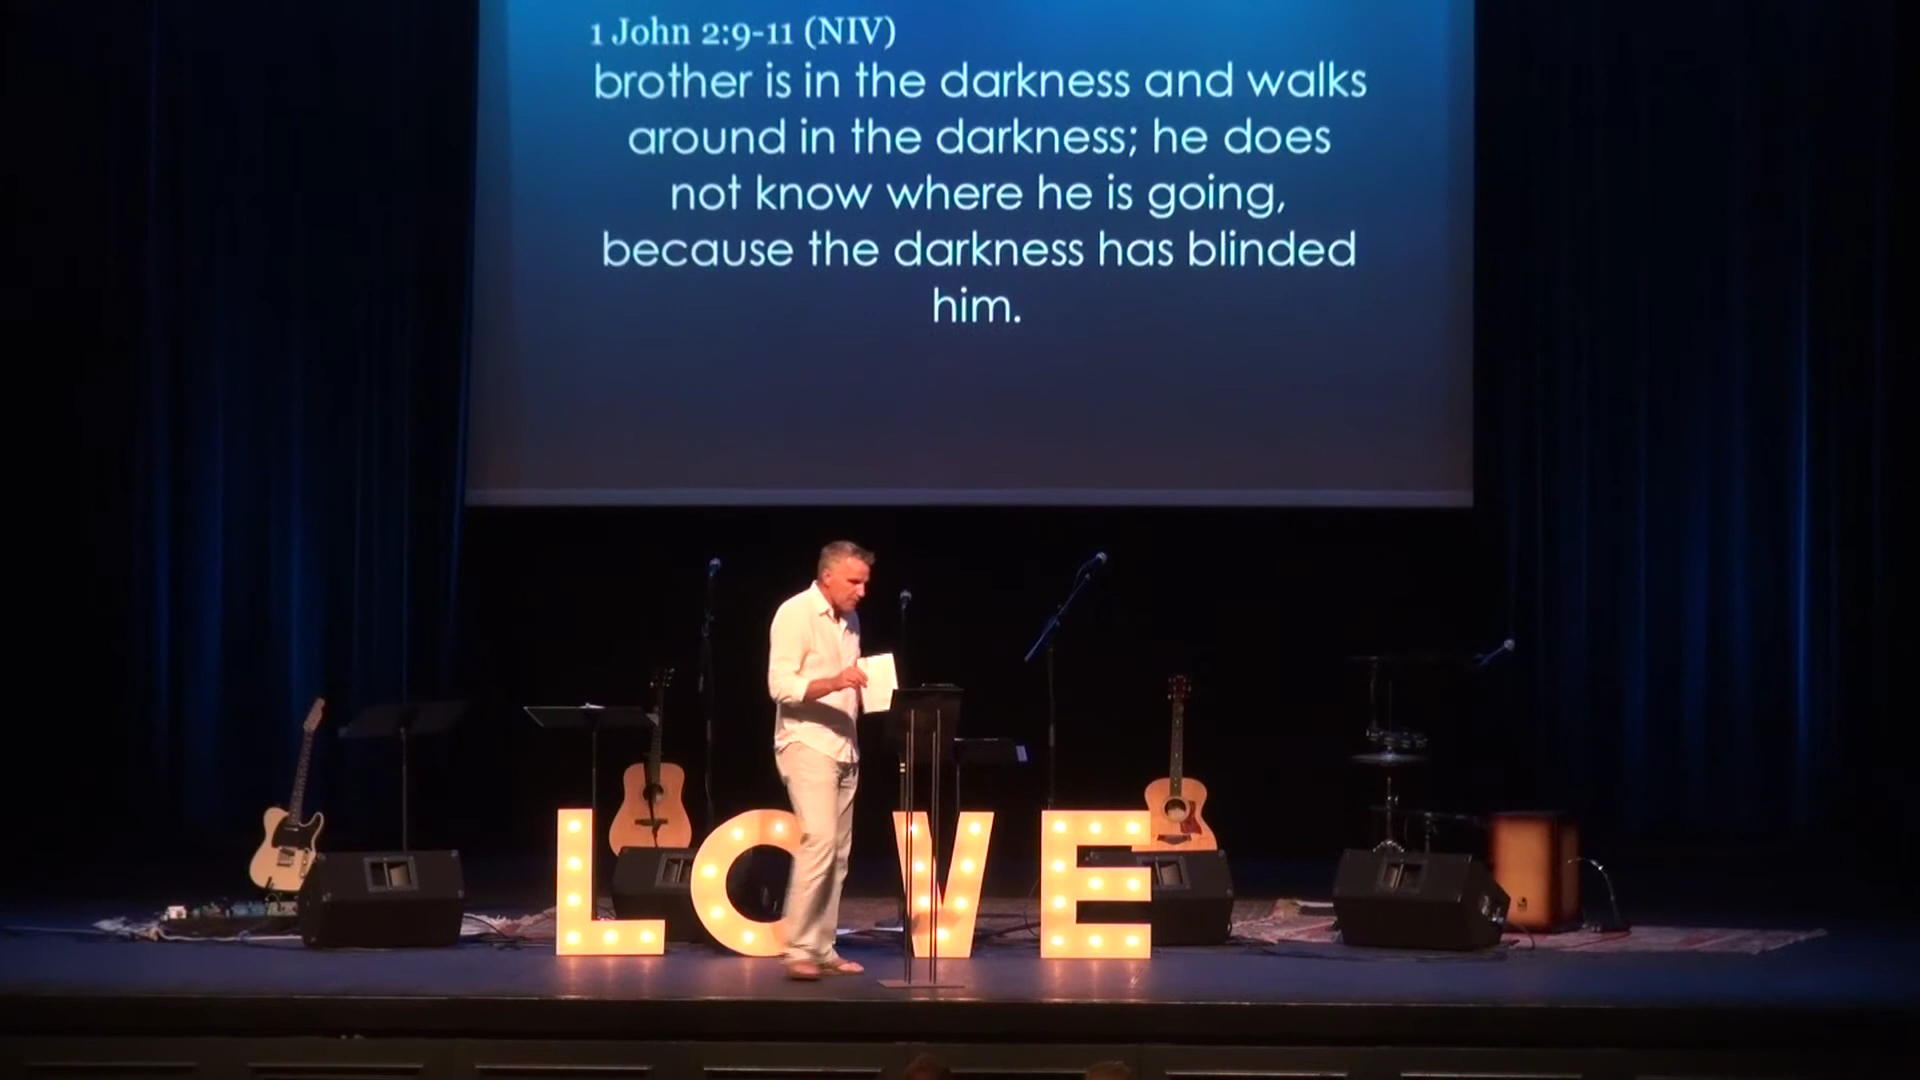 1 John 2:9-11 (NIV)
brother is in the darkness and walks
around in the darkness; he does
not know where he is going,
because the darkness has blinded
him.
LOVE